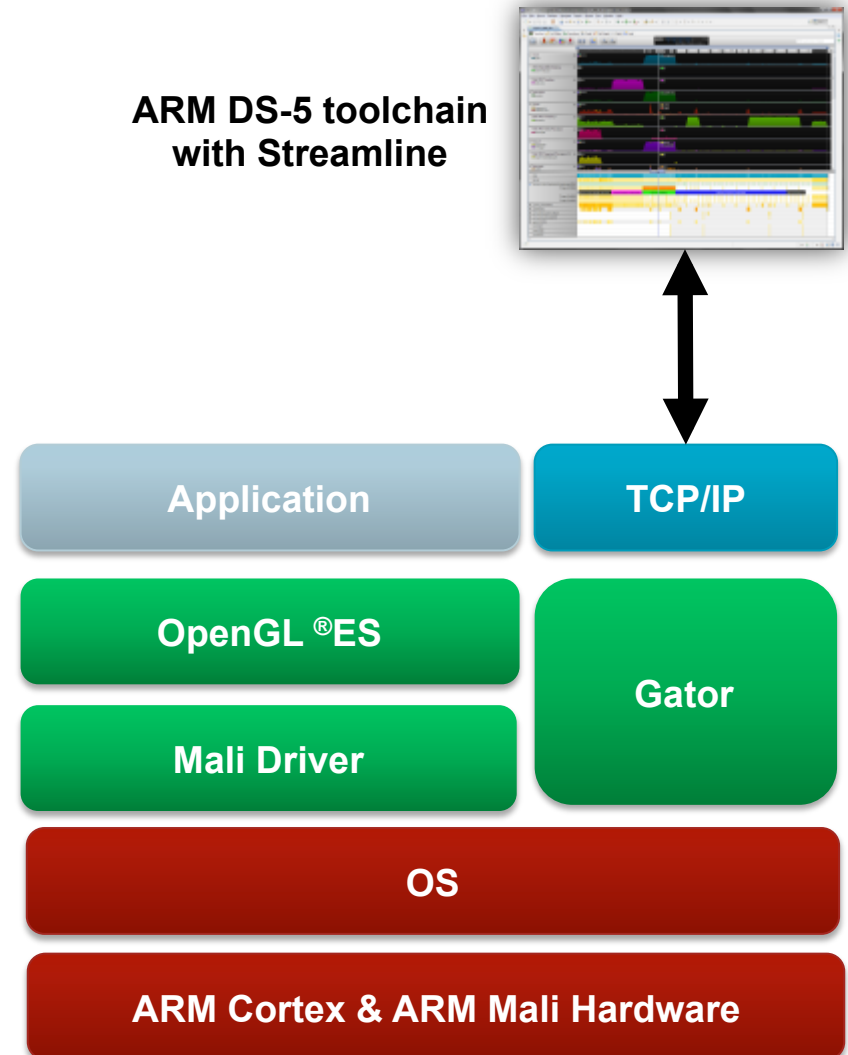 ARM DS-5 toolchain
with Streamline
Application
TCP/IP
OpenGL ®ES
Gator
Mali Driver
OS
ARM Cortex & ARM Mali Hardware